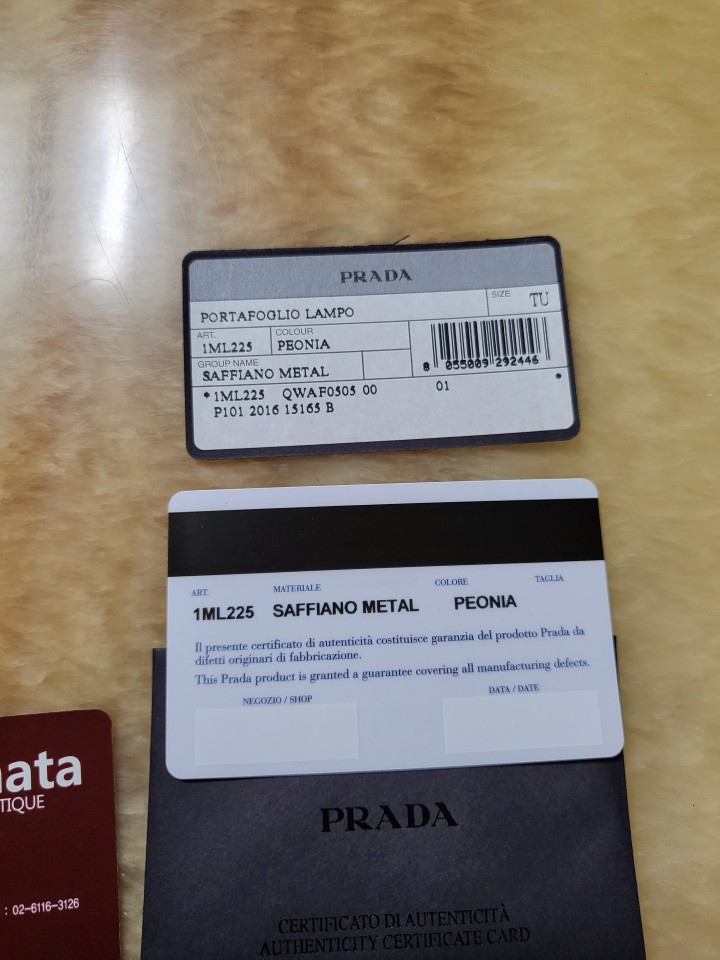 PRADA
PORTAFOGLIO LAMPO
SIZE TU
ART. COLOUR
1ML225 PEONIA
GROUP NAME
SAFFIANO METAL
8 055009 292446
*1ML225 QWAF0505 00 01 *
P101 2016 15165 B
ART. MATERIALE COLORE TAGLIA
1ML225 SAFFIANO METAL PEONIA
Il presente certificato di autenticità costituisce garanzia del prodotto Prada da
difetti originari di fabbricazione.
This Prada product is granted a guarantee covering all manufacturing defects.
NEGOZIO / SHOP DATA / DATE
PRADA
CERTIFICATO DI AUTENTICITÀ
AUTHENTICITY CERTIFICATE CARD
nata
TIQUE
: 02-6116-3126